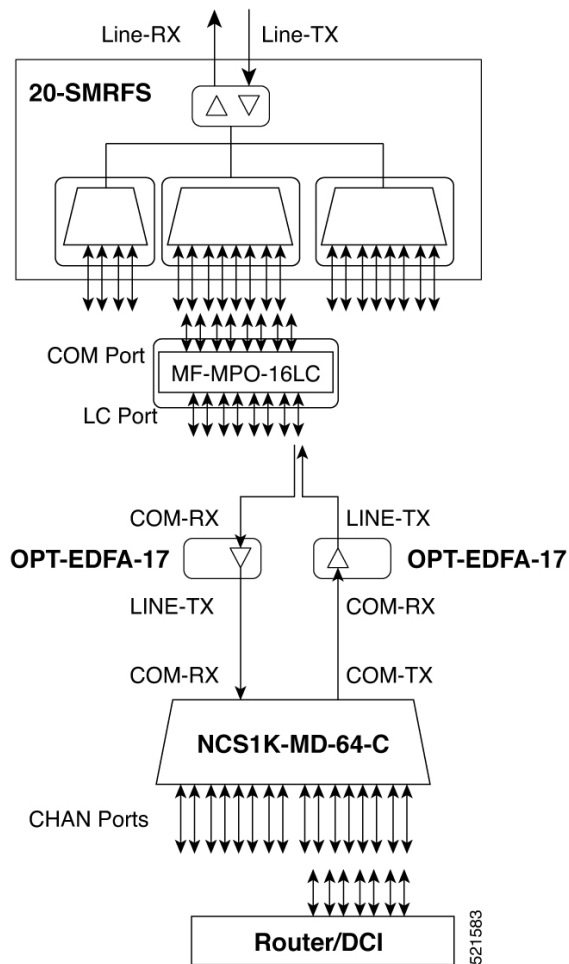 Line-RX
Line-TX
20-SMRFS
COM Port
MF-MPO-16LC
LC Port
COM-RX
LINE-TX
OPT-EDFA-17
OPT-EDFA-17
LINE-TX
COM-RX
COM-RX
COM-TX
NCS1K-MD-64-C
CHAN Ports
Router/DCI
521583